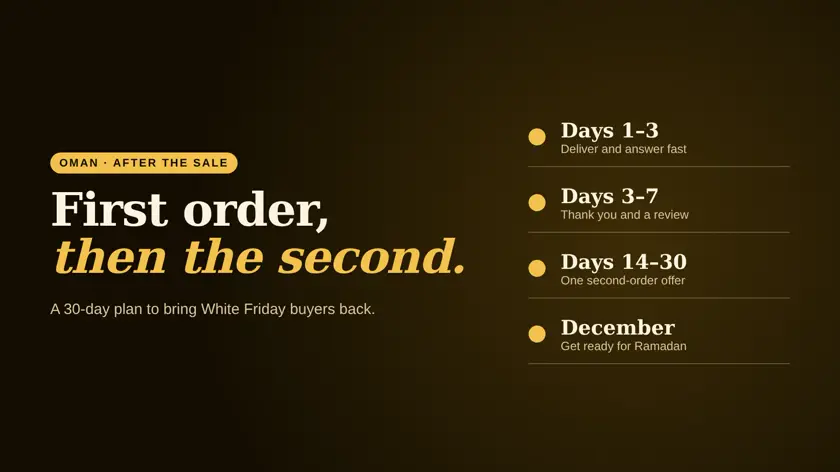 OMAN · AFTER THE SALE
First order,
then the second.
A 30-day plan to bring White Friday buyers back.
Days 1–3
Deliver and answer fast
Days 3–7
Thank you and a review
Days 14–30
One second-order offer
December
Get ready for Ramadan